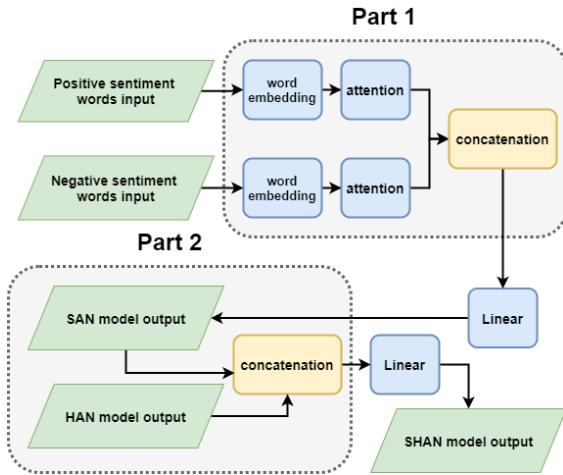 Part 1
Positive sentiment
words input
word
embedding
attention
concatenation
Negative sentiment
words input
word
embedding
attention
Part 2
SAN model output
Linear
concatenation
Linear
HAN model output
SHAN model output